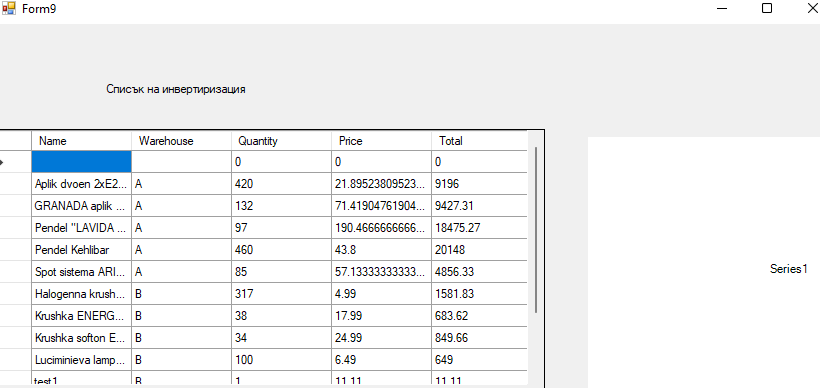 Form9
Списък на инвертиризация
Name Warehouse Quantity Price Total
0 0 0
Aplik dvoen 2xE2... A 420 21.89523809523... 9196
GRANADA aplik ... A 132 71.41904761904... 9427.31
Pendel "LAVIDA ... A 97 190.4666666666... 18475.27
Pendel Kehlibar A 460 43.8 20148
Spot sistema ARI... A 85 57.13333333333... 4856.33
Series1
Halogenna krush... B 317 4.99 1581.83
Krushka ENERG... B 38 17.99 683.62
Krushka softon E... B 34 24.99 849.66
Luciminieva lamp... B 100 6.49 649
test1 B 1 11.11 11.11